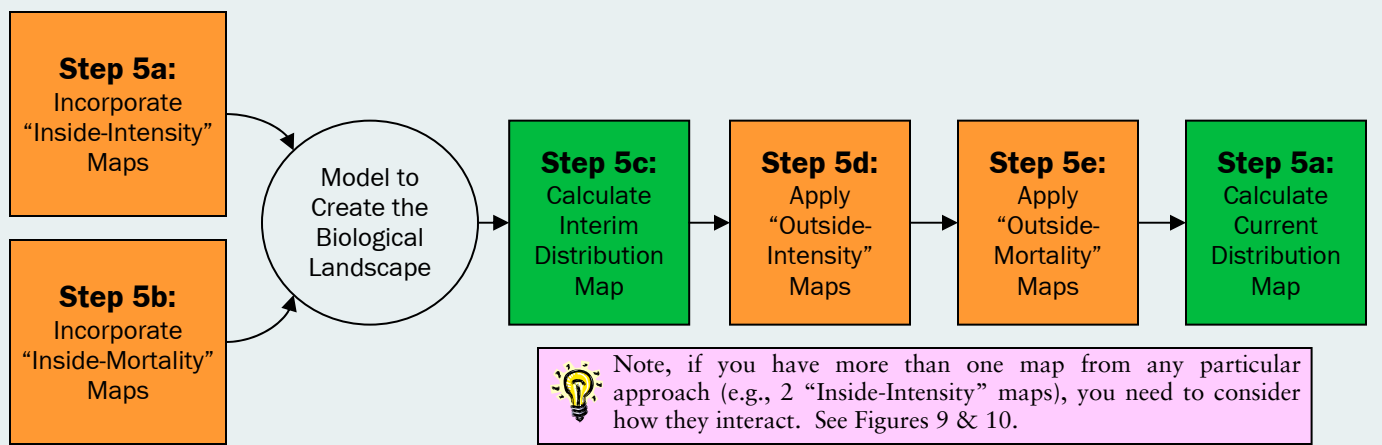 Step 5a:
Incorporate
“Inside-Intensity”
Maps
Step 5b:
Incorporate
“Inside-Mortality”
Maps
Model to
Create the
Biological
Landscape
Step 5c:
Calculate
Interim
Distribution
Map
Step 5d:
Apply
“Outside-
Intensity”
Maps
Step 5e:
Apply
“Outside-
Mortality”
Maps
Step 5a:
Calculate
Current
Distribution
Map
Note, if you have more than one map from any particular
approach (e.g., 2 “Inside-Intensity” maps), you need to consider
how they interact. See Figures 9 & 10.